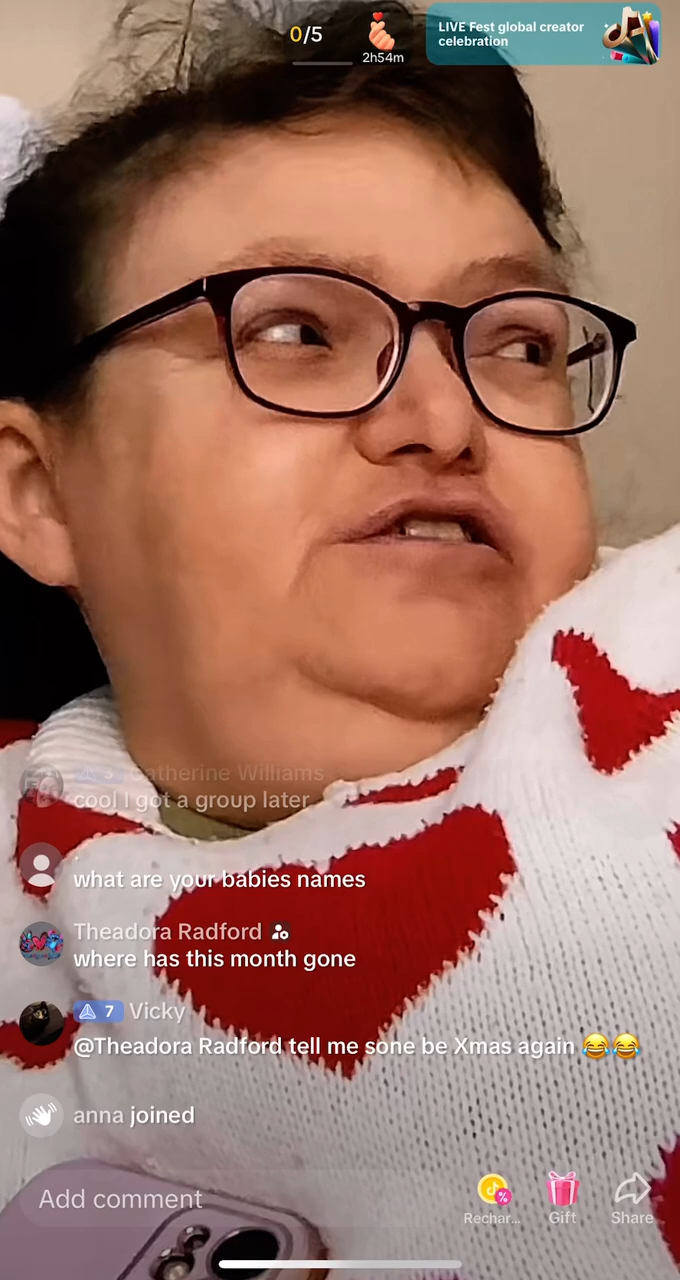 0/5
2h54m
LIVE Fest global creator
celebration
Catherine Williams
cool I got a group later
what are your babies names
Theadora Radford
where has this month gone
7 Vicky
@Theadora Radford tell me sone be Xmas again 😂😂
anna joined
Add comment
Rechar...
Gift
Share